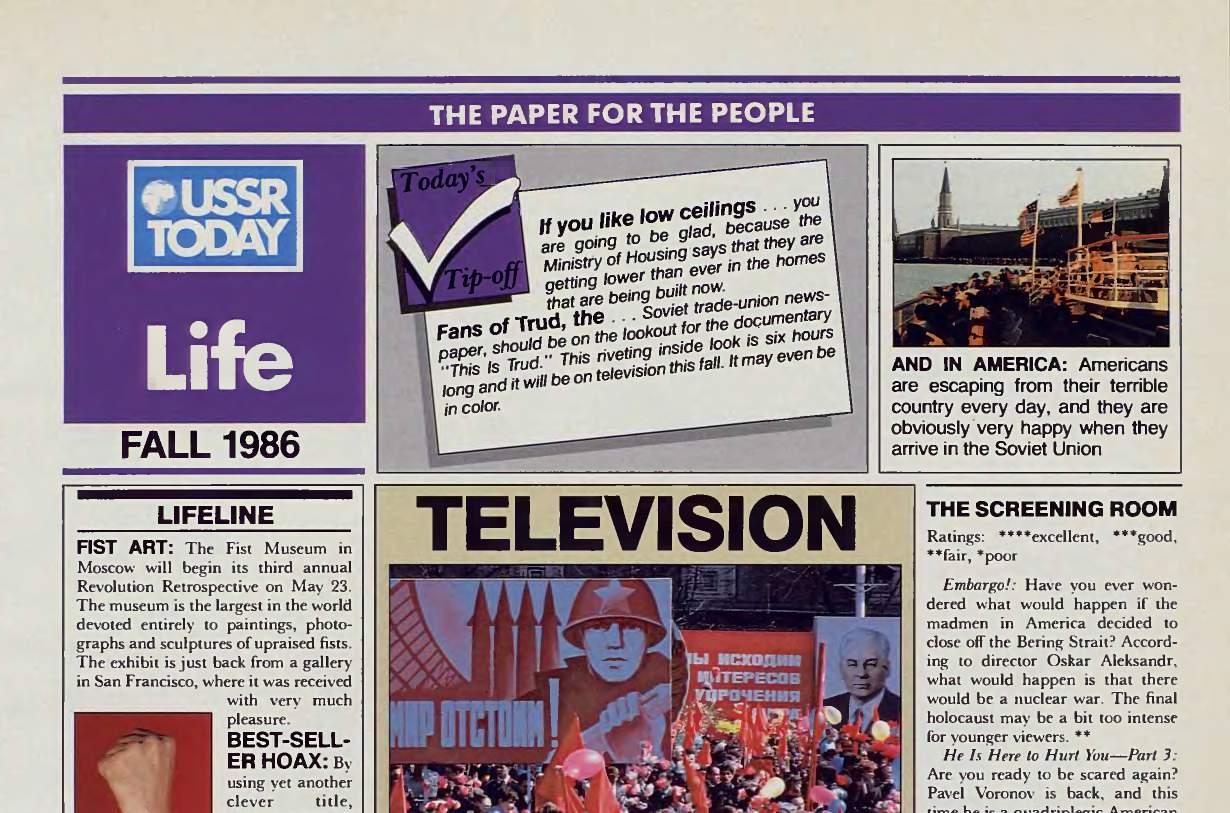 THE PAPER FOR THE PEOPLE
USSR
TODAY
Life
FALL 1986
Today's
Tip-off
If you like low ceilings . . . you
are going to be glad, because the
Ministry of Housing says that they are
getting lower than ever in the homes
that are being built now.
Fans of Trud, the . . . Soviet trade-union news-
paper, should be on the lookout for the documentary
"This Is Trud." This riveting inside look is six hours
long and it will be on television this fall. It may even be
in color.
AND IN AMERICA: Americans
are escaping from their terrible
country every day, and they are
obviously very happy when they
arrive in the Soviet Union
LIFELINE
FIST ART: The Fist Museum in
Moscow will begin its third annual
Revolution Retrospective on May 23.
The museum is the largest in the world
devoted entirely to paintings, photo-
graphs and sculptures of upraised fists.
The exhibit is just back from a gallery
in San Francisco, where it was received
with very much
pleasure.
BEST-SELL-
ER HOAX: By
using yet another
clever title,
TELEVISION
МИР ОТСТОИМ!
Ы ИСХОДИМ
ИНТЕРЕСОВ
УПРОЧЕНИЯ
THE SCREENING ROOM
Ratings: ****excellent, ***good,
**fair, *poor
Embargo!: Have you ever won-
dered what would happen if the
madmen in America decided to
close off the Bering Strait? Accord-
ing to director Oskar Aleksandr,
what would happen is that there
would be a nuclear war. The final
holocaust may be a bit too intense
for younger viewers. **
He Is Here to Hurt You—Part 3:
Are you ready to be scared again?
Pavel Voronov is back, and this
time he is a quadriplegic American